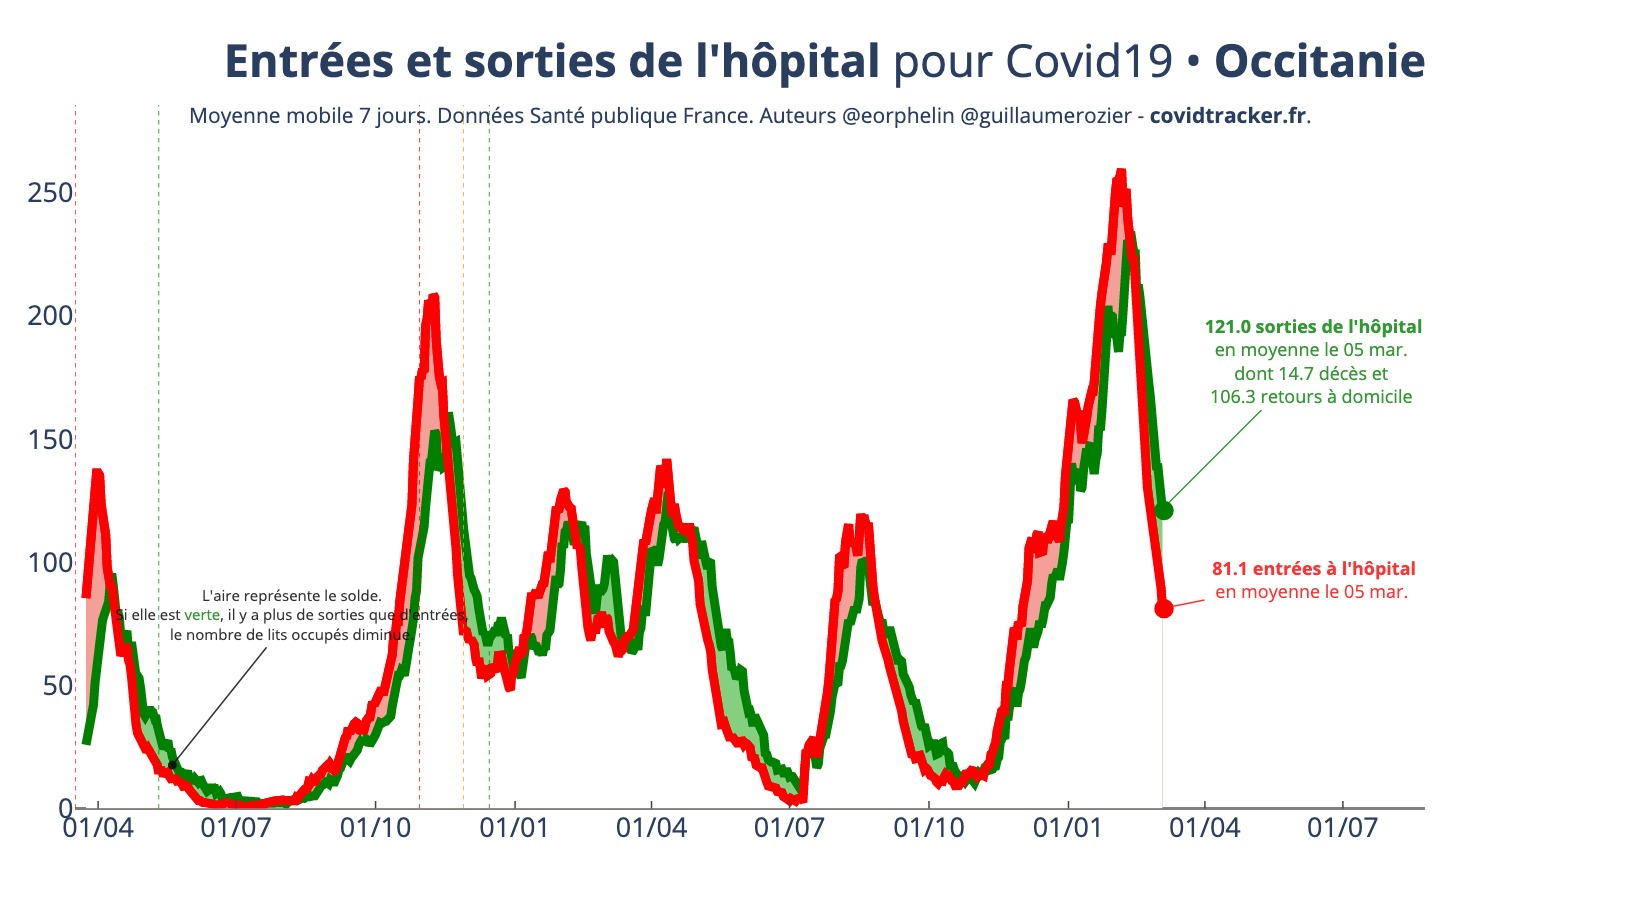 Entrées et sorties de l'hôpital pour Covid19 • Occitanie
Moyenne mobile 7 jours. Données Santé publique France. Auteurs @eorphelin @guillaumerozier - covidtracker.fr.
250
200
150
100
50
0
L'aire représente le solde.
Si elle est verte, il y a plus de sorties que d'entrées,
le nombre de lits occupés diminue.
121.0 sorties de l'hôpital
en moyenne le 05 mar.
dont 14.7 décès et
106.3 retours à domicile
81.1 entrées à l'hôpital
en moyenne le 05 mar.
01/04 01/07 01/10 01/01 01/04 01/07 01/10 01/01 01/04 01/07